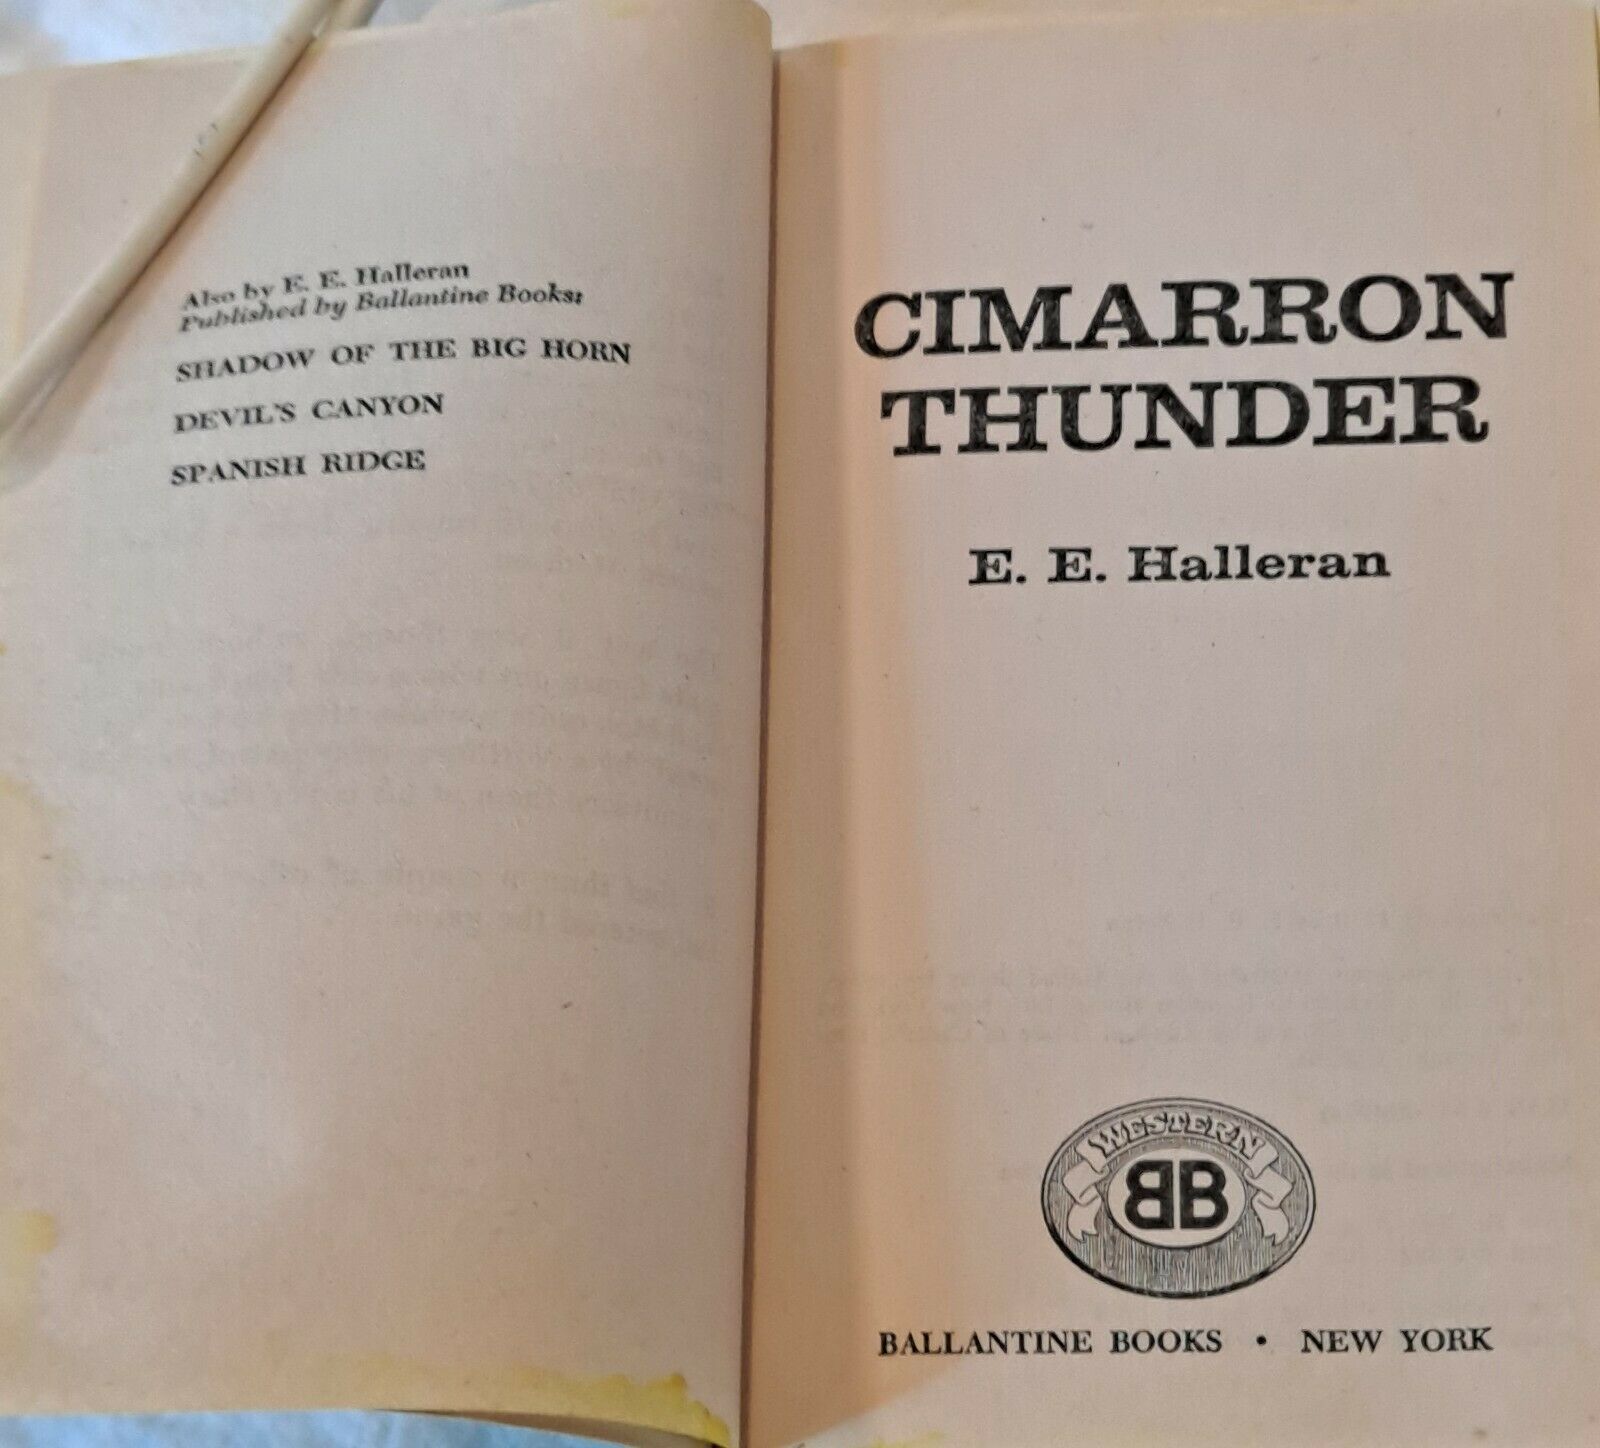 Also by E. E. Halleran
Published by Ballantine Books:
SHADOW OF THE BIG HORN
DEVIL'S CANYON
SPANISH RIDGE
CIMARRON
THUNDER
E. E. Halleran
WESTERN
BB
BALLANTINE BOOKS • NEW YORK